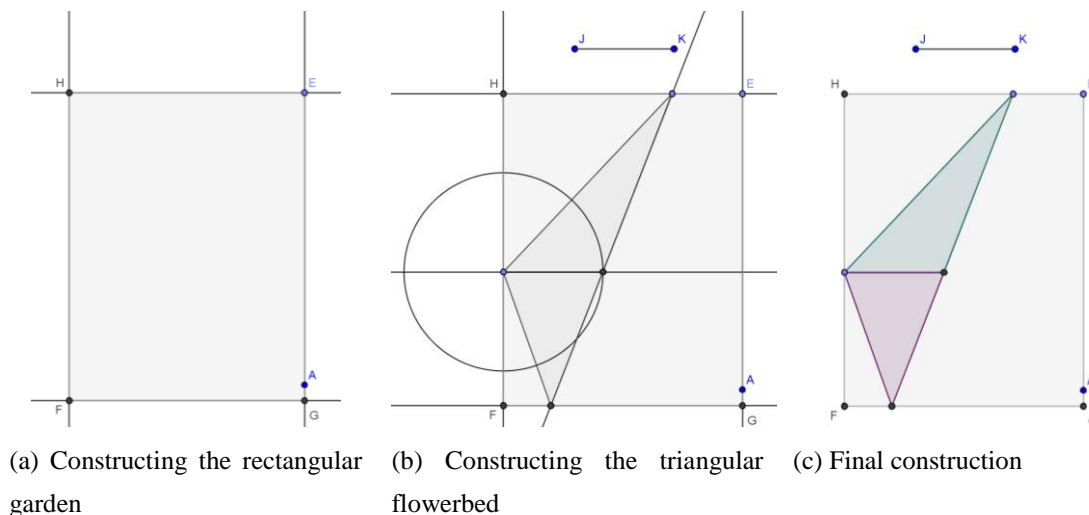 J K J K
H E H E H
A A
F G F G F
(a) Constructing the rectangular garden
(b) Constructing the triangular flowerbed
(c) Final construction